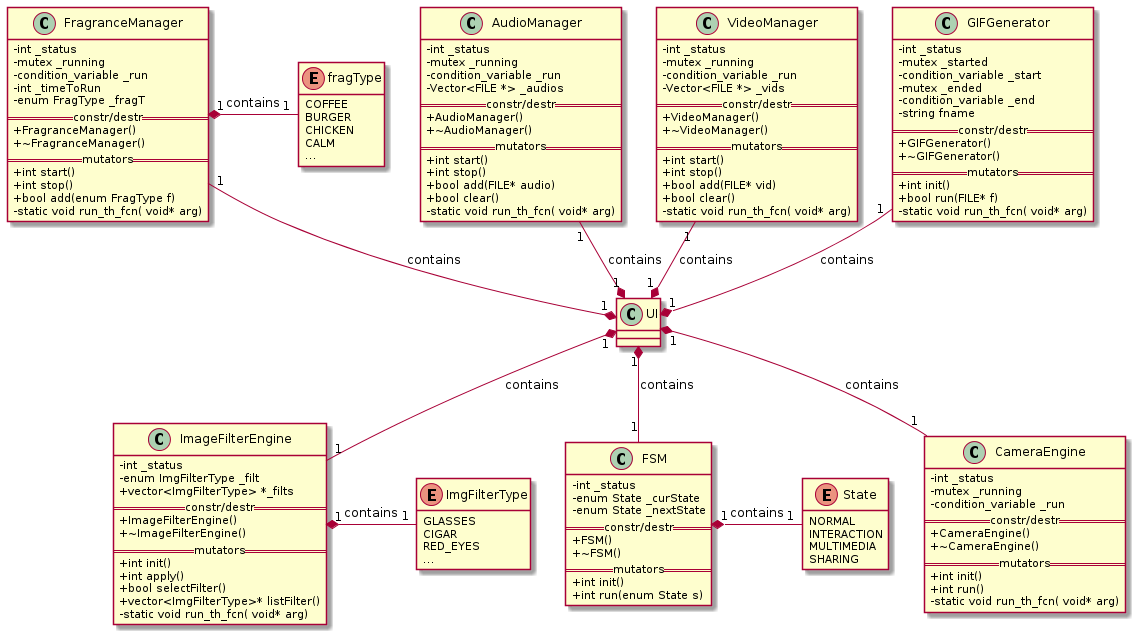 C FragranceManager
-int _status
-mutex _running
-condition_variable _run
-int _timeToRun
-enum FragType _fragT
constr/destr
+FragranceManager()
+~FragranceManager()
mutators
+int start()
+int stop()
+bool add(enum FragType f)
-static void run_th_fcn( void* arg)
1 contains 1
E fragType
COFFEE
BURGER
CHICKEN
CALM
...
C AudioManager
-int _status
-mutex _running
-condition_variable _run
-Vector<FILE *> _audios
constr/destr
+AudioManager()
+~AudioManager()
mutators
+int start()
+int stop()
+bool add(FILE* audio)
+bool clear()
-static void run_th_fcn( void* arg)
C VideoManager
-int _status
-mutex _running
-condition_variable _run
-Vector<FILE *> _vids
constr/destr
+VideoManager()
+~VideoManager()
mutators
+int start()
+int stop()
+bool add(FILE* vid)
+bool clear()
-static void run_th_fcn( void* arg)
C GIFGenerator
-int _status
-mutex _started
-condition_variable _start
-mutex _ended
-condition_variable _end
-string fname
constr/destr
+GIFGenerator()
+~GIFGenerator()
mutators
+int init()
+bool run(FILE* f)
-static void run_th_fcn( void* arg)
1
contains
1
1
contains
1
1
contains
1
1
contains
1
C UI
1
contains
1
1
contains
1
1
contains
1
C ImageFilterEngine
-int _status
-enum ImgFilterType _filt
+vector<ImgFilterType> *_filts
constr/destr
+ImageFilterEngine()
+~ImageFilterEngine()
mutators
+int init()
+int apply()
+bool selectFilter()
+vector<ImgFilterType>* listFilter()
-static void run_th_fcn( void* arg)
1 contains 1
E ImgFilterType
GLASSES
CIGAR
RED_EYES
...
C FSM
-int _status
-enum State _curState
-enum State _nextState
constr/destr
+FSM()
+~FSM()
mutators
+int init()
+int run(enum State s)
1 contains 1
E State
NORMAL
INTERACTION
MULTIMEDIA
SHARING
C CameraEngine
-int _status
-mutex _running
-condition_variable _run
constr/destr
+CameraEngine()
+~CameraEngine()
mutators
+int init()
+int run()
-static void run_th_fcn( void* arg)